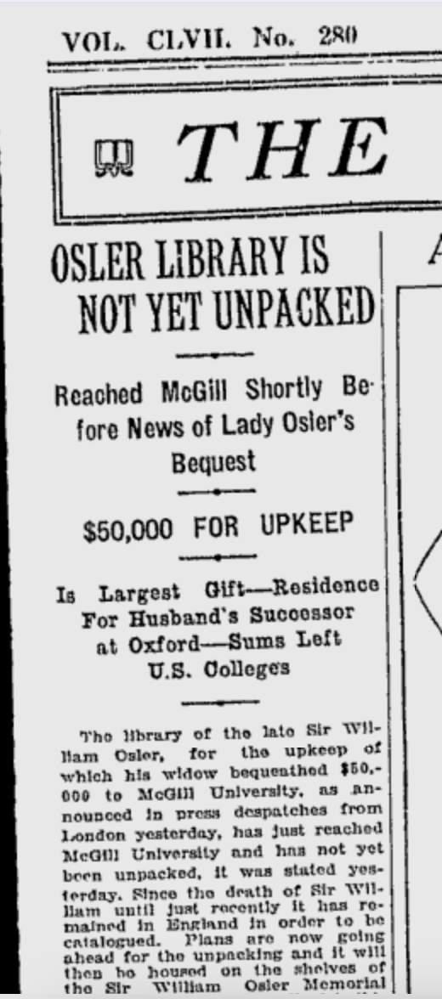 VOL. CLVII. No. 280
THE
OSLER LIBRARY IS
NOT YET UNPACKED
Reached McGill Shortly Be-
fore News of Lady Osler's
Bequest
$50,000 FOR UPKEEP
Is Largest Gift—Residence
For Husband's Successor
at Oxford—Sums Left
U.S. Colleges
The library of the late Sir Wil-
liam Osler, for the upkeep of
which his widow bequeathed $50,-
000 to McGill University, as an-
nounced in press despatches from
London yesterday, has just reached
McGill University and has not yet
been unpacked, it was stated yes-
terday. Since the death of Sir Wil-
liam until just recently it has re-
mained in England in order to be
catalogued. Plans are now going
ahead for the unpacking and it will
then be housed on the shelves of
the Sir William Osler Memorial